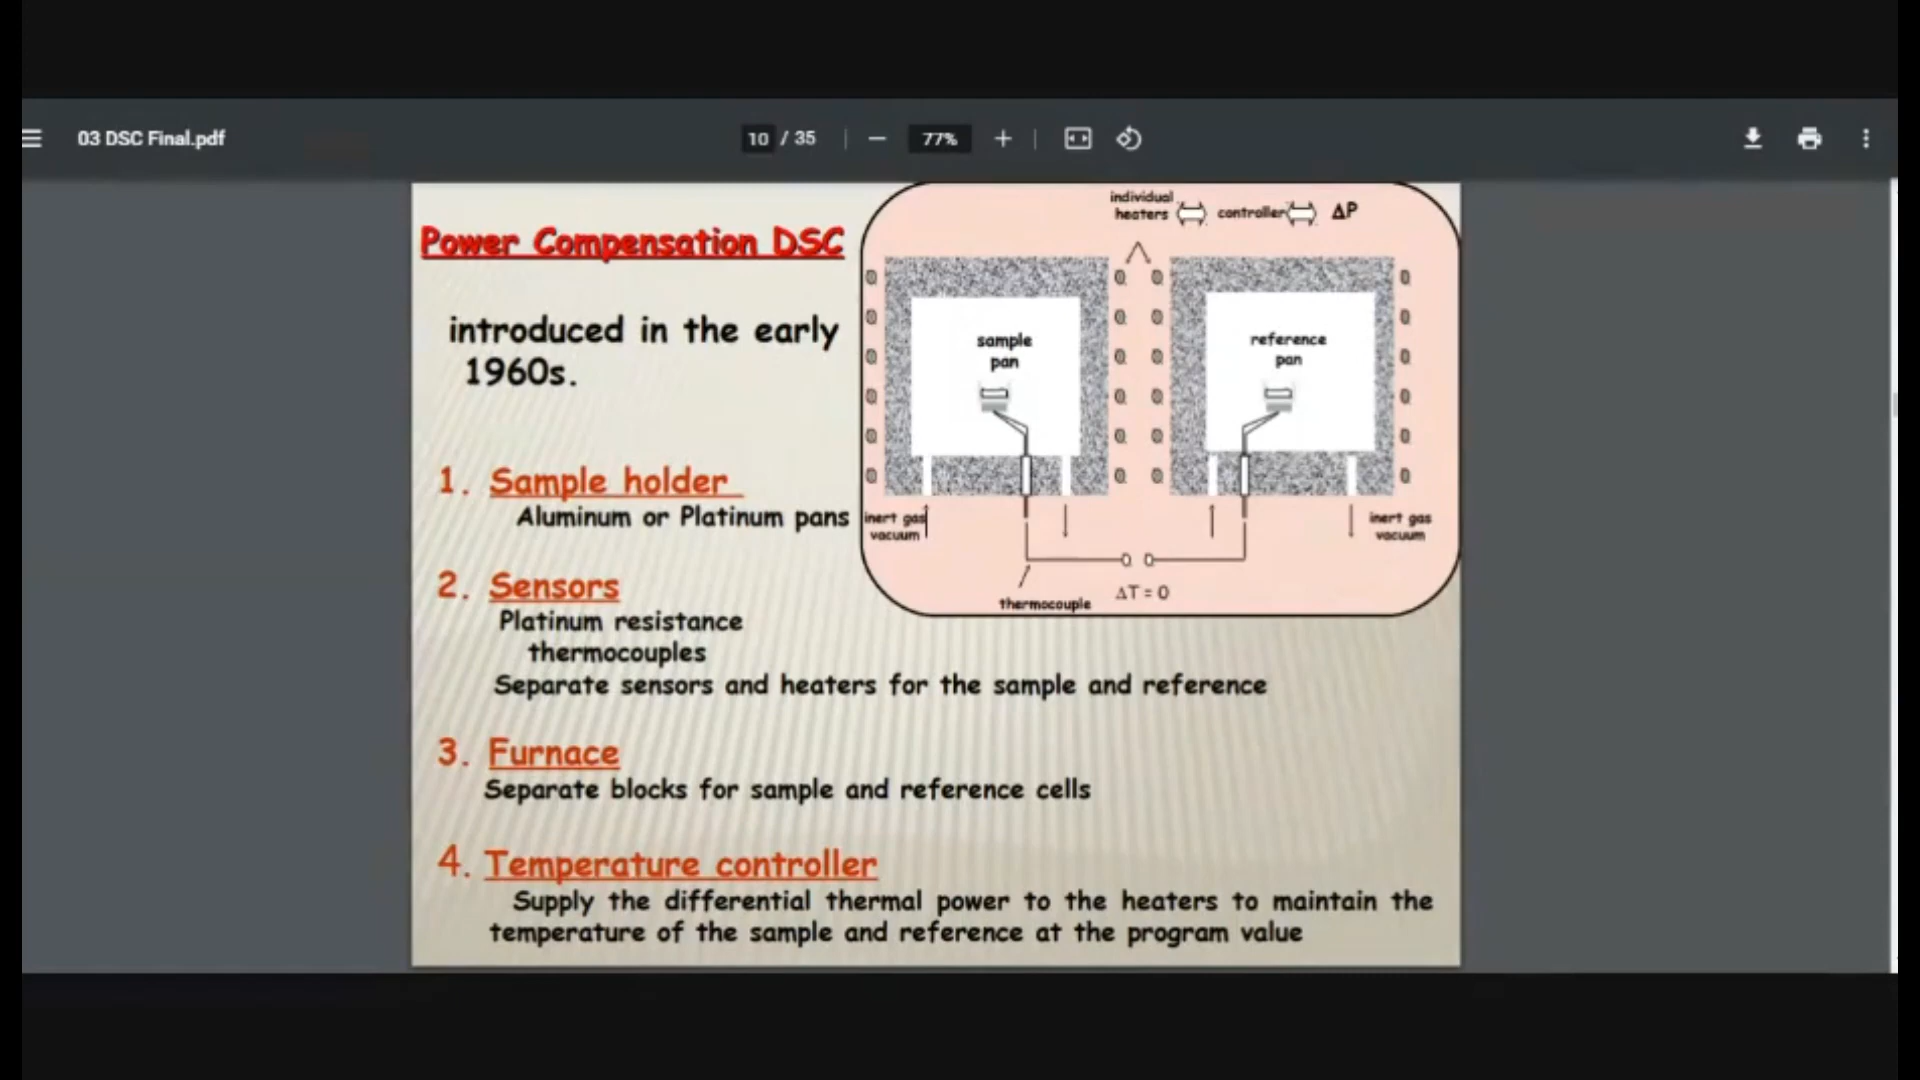 03 DSC Final.pdf
10 / 35
77%
Power Compensation DSC
introduced in the early
1960s.
1. Sample holder
Aluminum or Platinum pans
2. Sensors
Platinum resistance
thermocouples
Separate sensors and heaters for the sample and reference
3. Furnace
Separate blocks for sample and reference cells
4. Temperature controller
Supply the differential thermal power to the heaters to maintain the
temperature of the sample and reference at the program value
individual
heaters
controller
ΔP
sample
pan
reference
pan
inert gas
vacuum
inert gas
vacuum
thermocouple
ΔT = 0